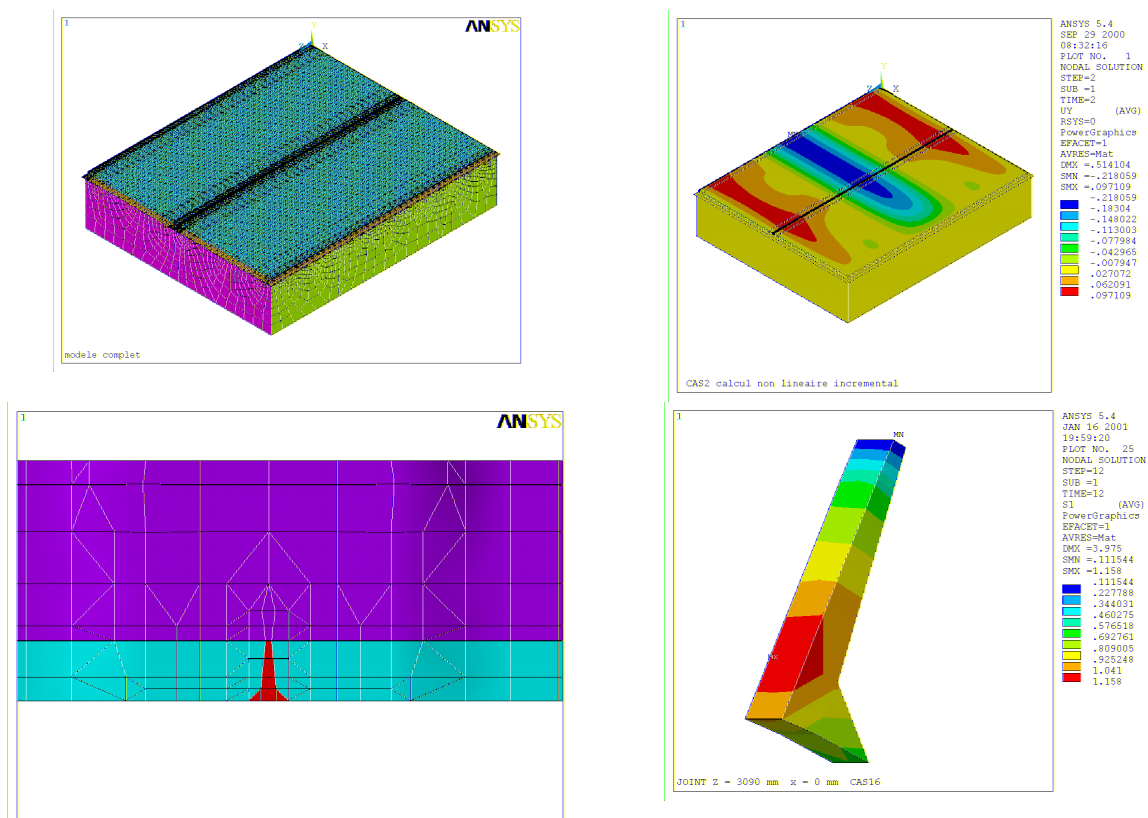 1
ANSYS
Y
Z X
modele complet
1
Y
Z X
MN
CAS2 calcul non lineaire incremental
ANSYS 5.4
SEP 29 2000
08:32:16
PLOT NO. 1
NODAL SOLUTION
STEP=2
SUB =1
TIME=2
UY (AVG)
RSYS=0
PowerGraphics
EFACET=1
AVRES=Mat
DMX =.514104
SMN =-.218059
SMX =.097109
-.218059
-.18304
-.148022
-.113003
-.077984
-.042965
-.007947
.027072
.062091
.097109
1
ANSYS
1
MN
MX
JOINT Z = 3090 mm x = 0 mm CAS16
ANSYS 5.4
JAN 16 2001
19:59:20
PLOT NO. 25
NODAL SOLUTION
STEP=12
SUB =1
TIME=12
S1 (AVG)
PowerGraphics
EFACET=1
AVRES=Mat
DMX =3.975
SMN =.111544
SMX =1.158
.111544
.227788
.344031
.460275
.576518
.692761
.809005
.925248
1.041
1.158